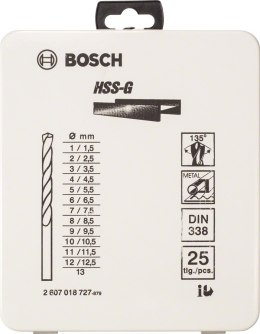 BOSCH
HSS-G
Ø mm
1 / 1,5
2 / 2,5
3 / 3,5
4 / 4,5
5 / 5,5
6 / 6,5
7 / 7,5
8 / 8,5
9 / 9,5
10 / 10,5
11 / 11,5
12 / 12,5
13
2 607 018 727-879
135°
METAL
DIN
338
25
tlg./pcs.